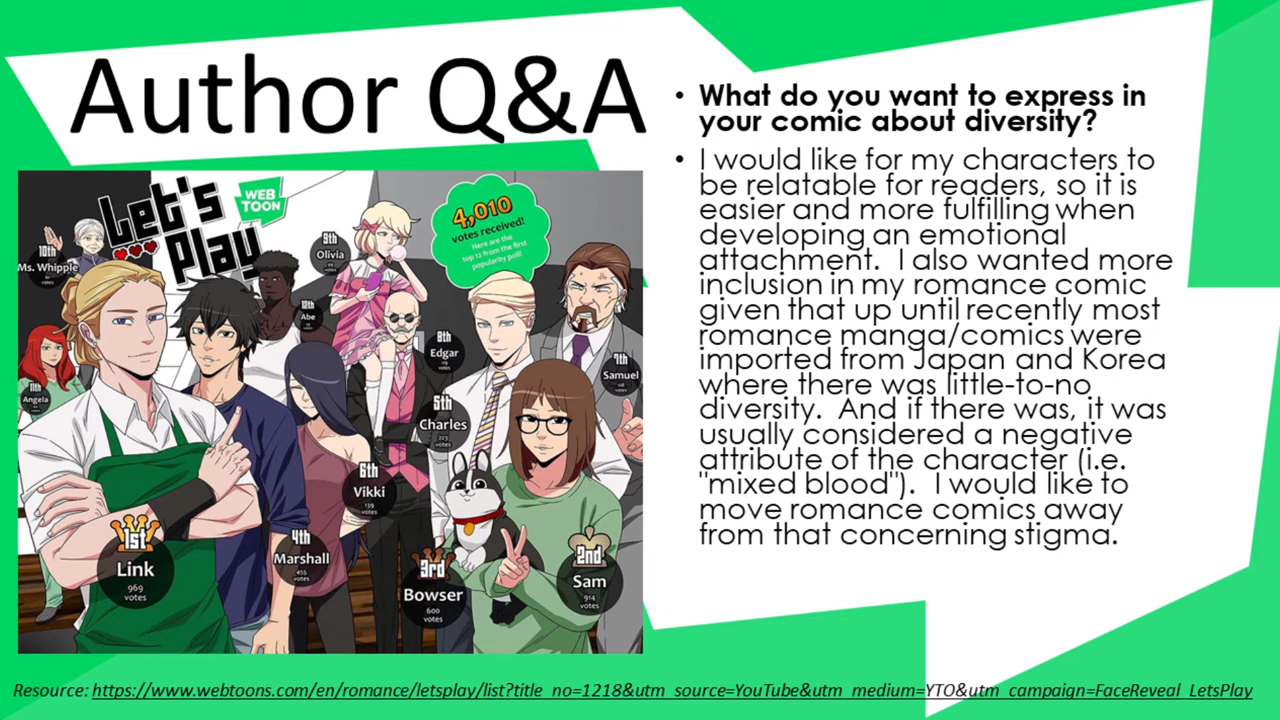 Author Q&A
• What do you want to express in
your comic about diversity?
• I would like for my characters to
be relatable for readers, so it is
easier and more fulfilling when
developing an emotional
attachment.  I also wanted more
inclusion in my romance comic
given that up until recently most
romance manga/comics were
imported from Japan and Korea
where there was little-to-no
diversity.  And if there was, it was
usually considered a negative
attribute of the character (i.e.
"mixed blood").  I would like to
move romance comics away
from that concerning stigma.
Let's
Play
WEB
TOON
4,010
votes received!
Here are the
top 12 from the first
popularity poll!
10th
Ms. Whipple
votes
9th
Olivia
votes
12th
Abe
votes
8th
Edgar
votes
7th
Samuel
votes
11th
Angela
5th
Charles
223
votes
6th
Vikki
139
votes
1st
Link
969
votes
4th
Marshall
455
votes
3rd
Bowser
600
votes
2nd
Sam
914
votes
Resource: https://www.webtoons.com/en/romance/letsplay/list?title_no=1218&utm_source=YouTube&utm_medium=YTO&utm_campaign=FaceReveal_LetsPlay